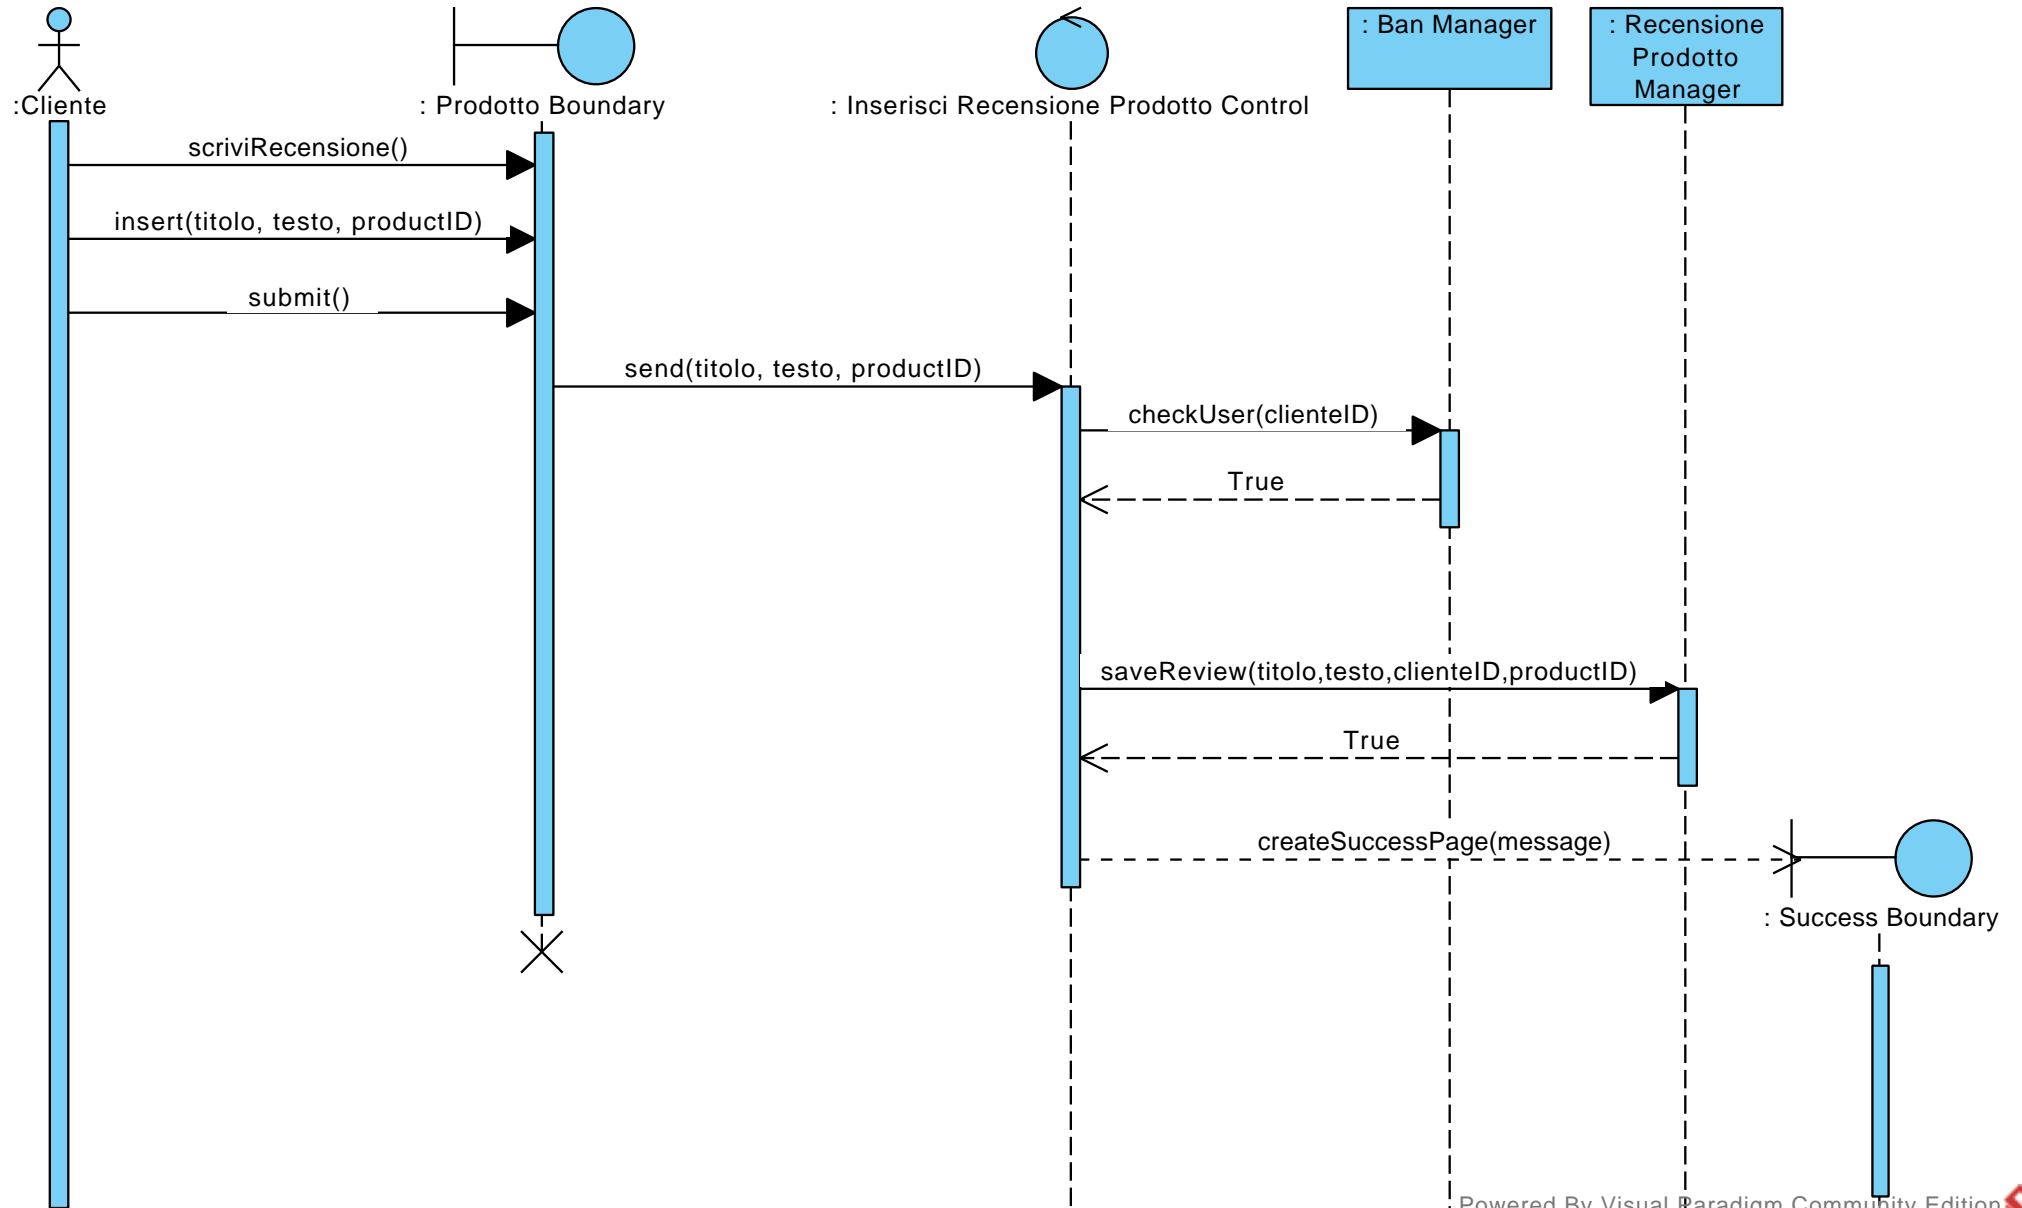 : Ban Manager
: Recensione
Prodotto
Manager
:Cliente
: Prodotto Boundary
: Inserisci Recensione Prodotto Control
scriviRecensione()
insert(titolo, testo, productID)
submit()
send(titolo, testo, productID)
checkUser(clienteID)
True
saveReview(titolo,testo,clienteID,productID)
True
createSuccessPage(message)
: Success Boundary
Powered By Visual Paradigm Community Edition